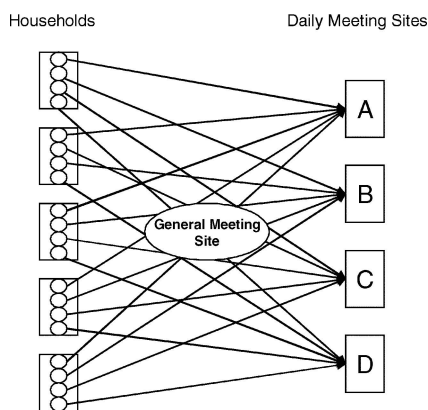 Households
Daily Meeting Sites
A
B
General Meeting
Site
C
D